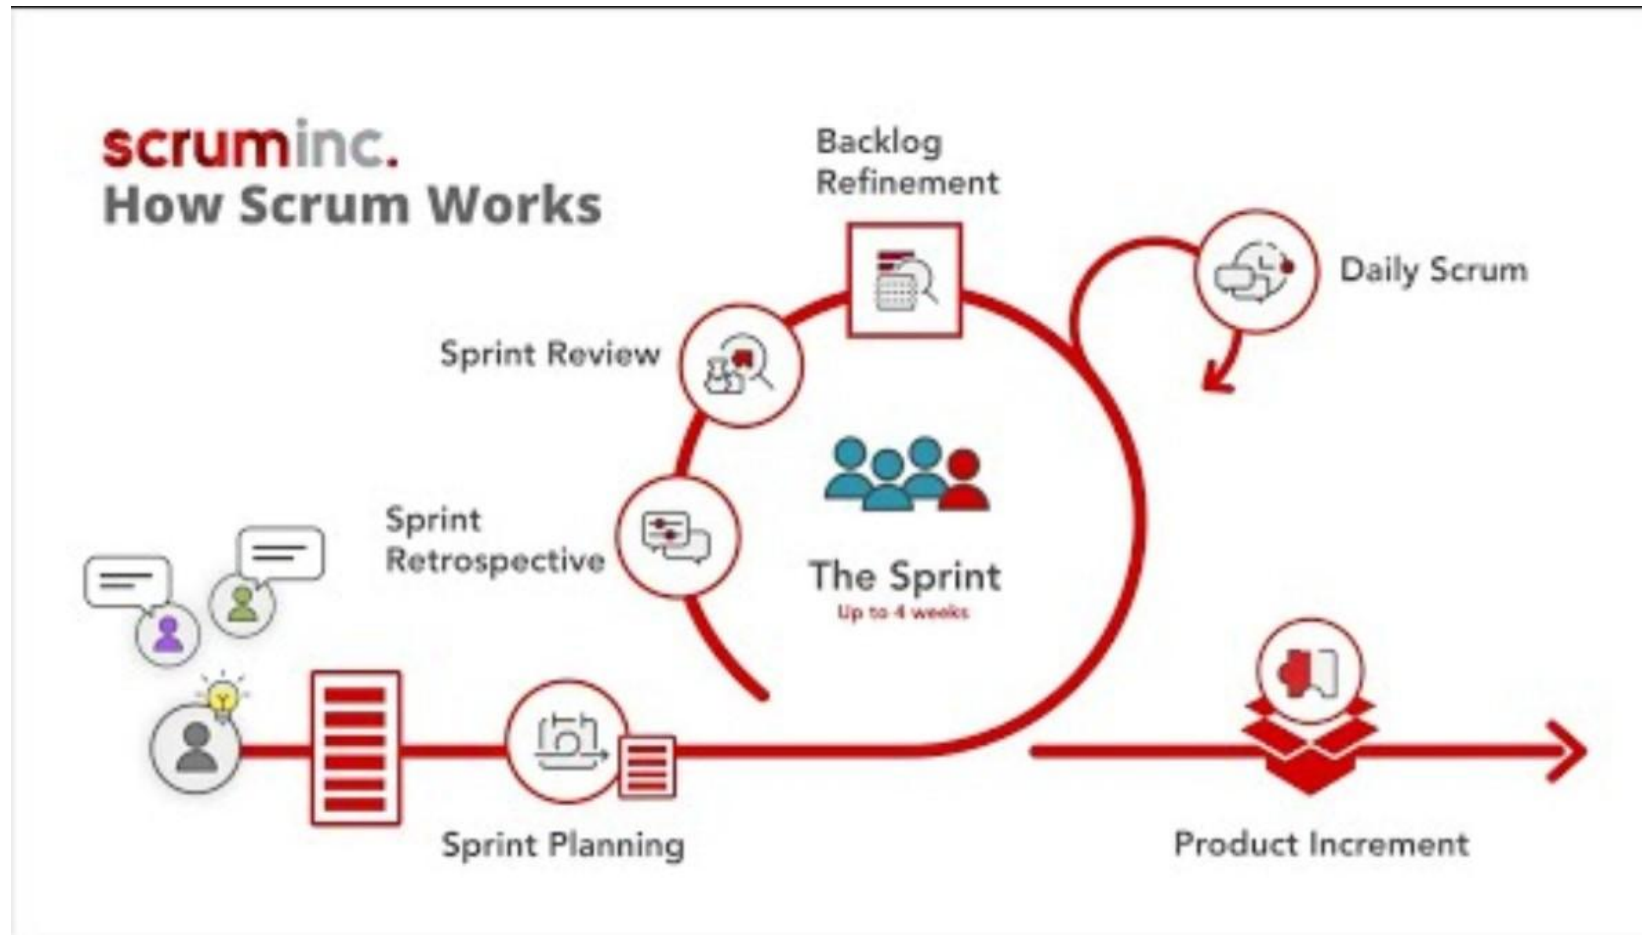 scruminc.
How Scrum Works
Backlog
Refinement
Daily Scrum
Sprint Review
Sprint
Retrospective
The Sprint
Up to 4 weeks
Sprint Planning
Product Increment